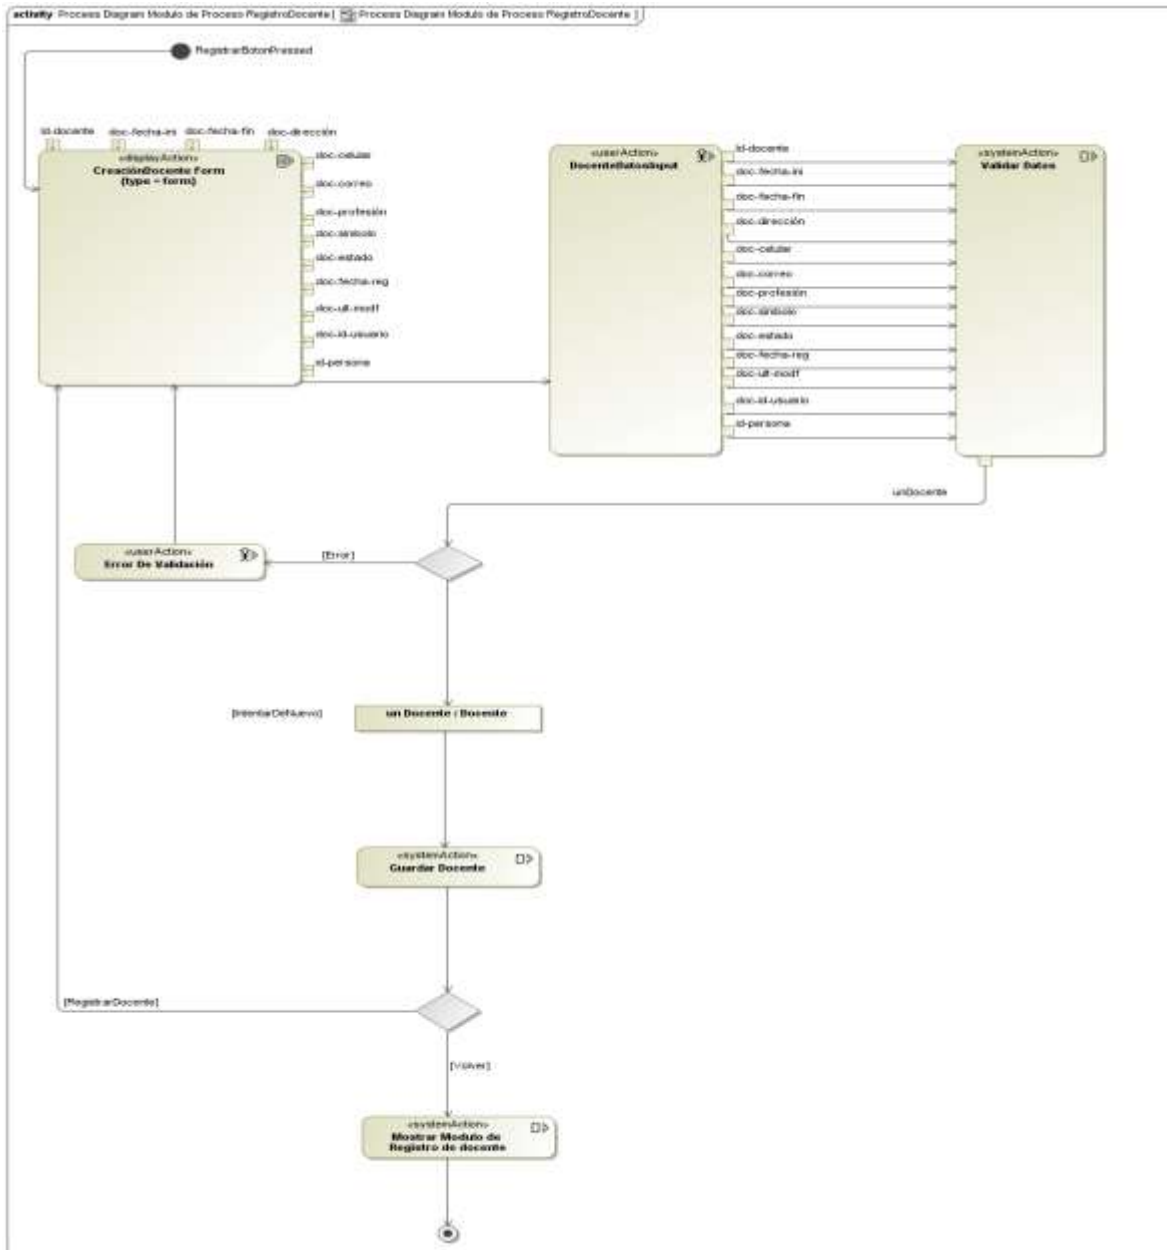 activity Process Diagram Modulo de Proceso RegistroDocente [ Process Diagram Modulo de Proceso RegistroDocente ]
RegistrarBotonPressed
id-docente doc-fecha-ini doc-fecha-fin doc-dirección
«displayAction»
CreaciónDocente Form
(type = form)
doc-celular
doc-correo
doc-profesión
doc-simbolo
doc-estado
doc-fecha-reg
doc-ult-modf
doc-id-usuario
id-persona
«userAction»
DocenteDatosInput
id-docente
doc-fecha-ini
doc-fecha-fin
doc-dirección
doc-celular
doc-correo
doc-profesión
doc-simbolo
doc-estado
doc-fecha-reg
doc-ult-modf
doc-id-usuario
id-persona
«systemAction»
Validar Datos
unDocente
«userAction»
Error De Validación
[Error]
[IntentarDeNuevo]
un Docente : Docente
«systemAction»
Guardar Docente
[RegistrarDocente]
[Volver]
«systemAction»
Mostrar Modulo de
Registro de docente